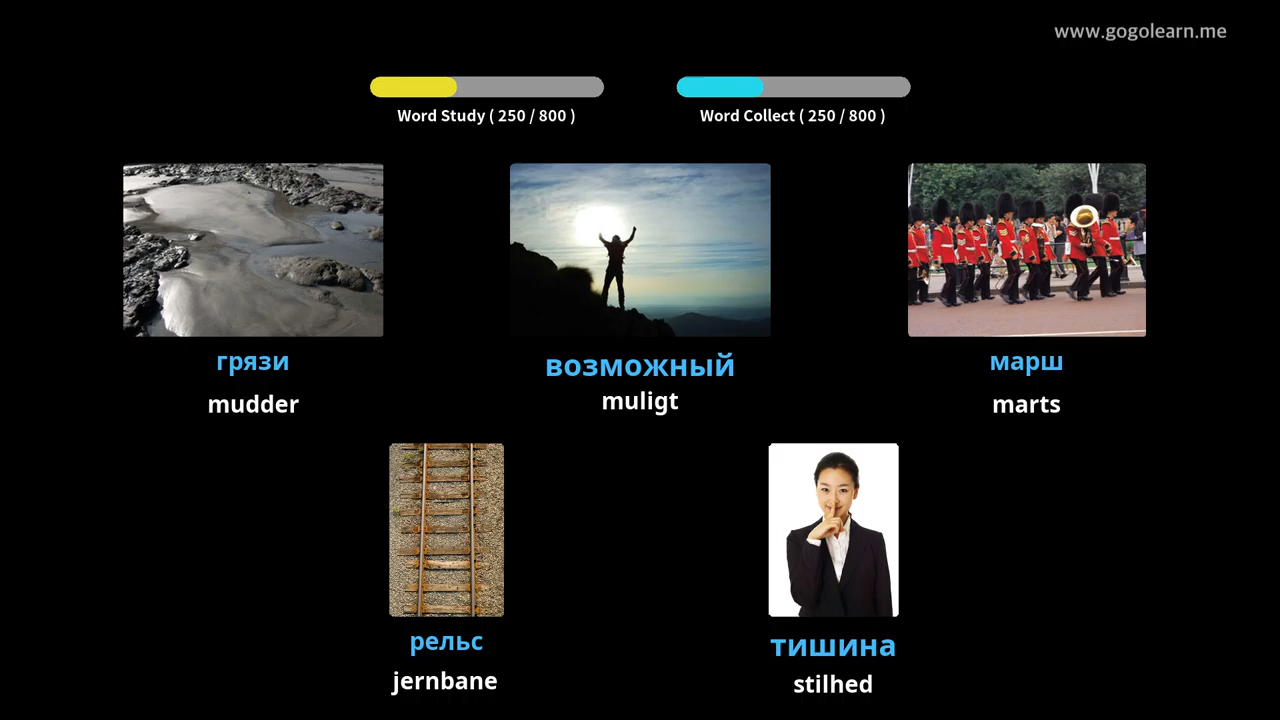 www.gogolearn.me
Word Study ( 250 / 800 )
Word Collect ( 250 / 800 )
грязи
возможный
марш
mudder
muligt
marts
рельс
тишина
jernbane
stilhed